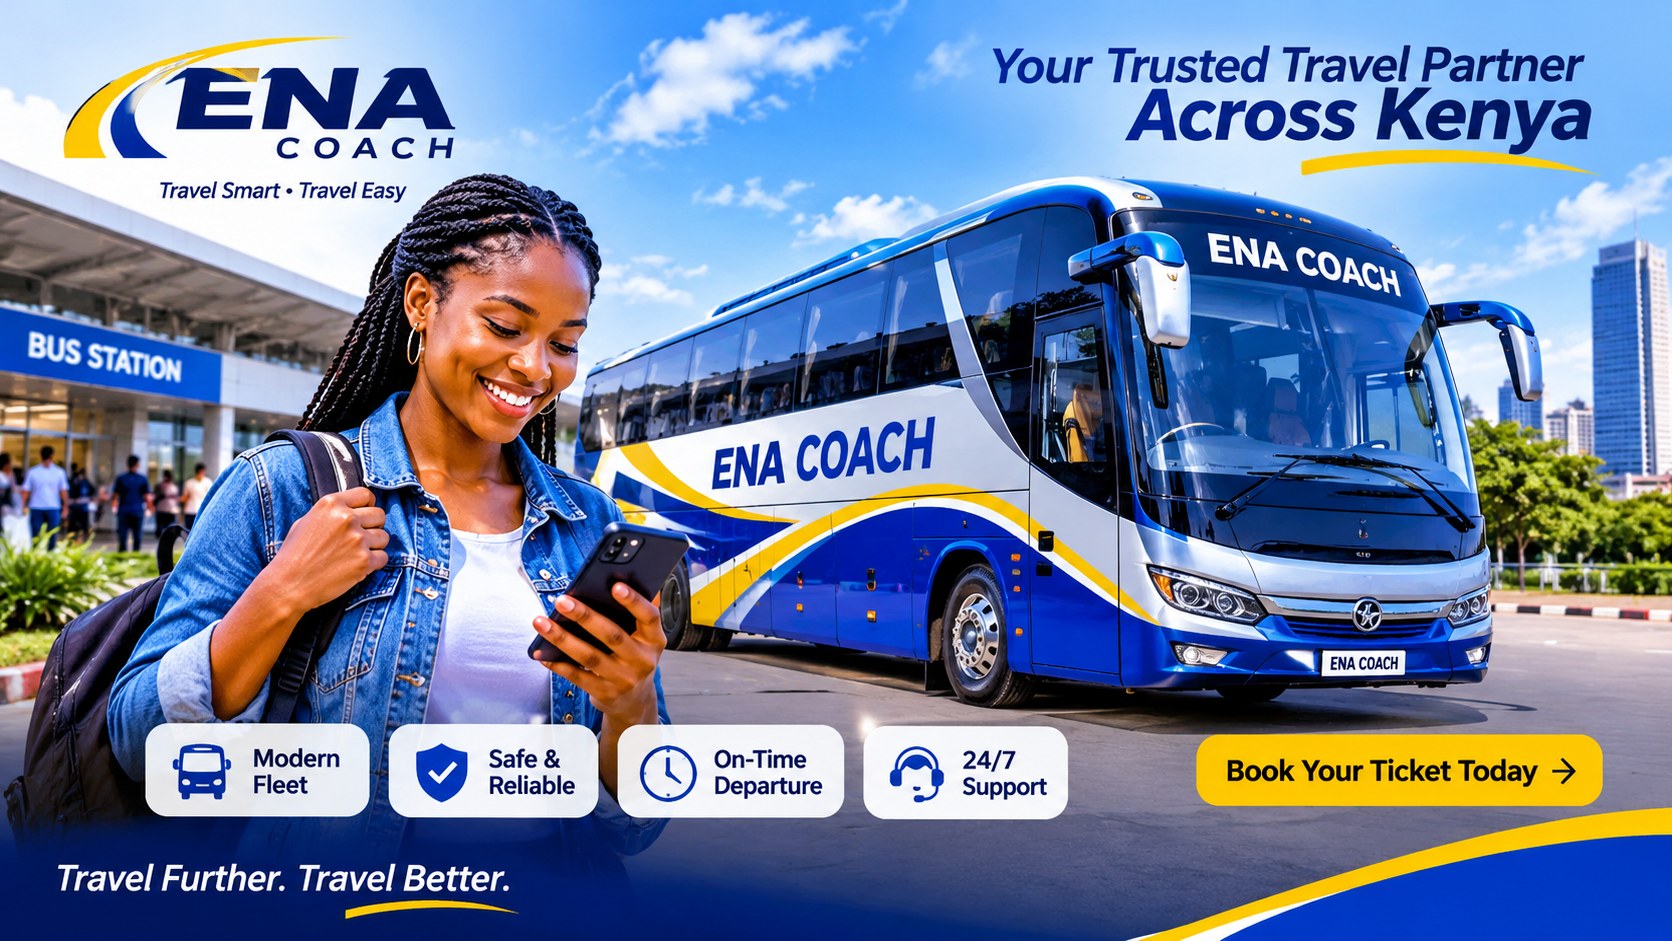 ENA
COACH
Travel Smart • Travel Easy
Your Trusted Travel Partner
Across Kenya
BUS STATION
ENA COACH
ENA COACH
ENA COACH
Modern
Fleet
Safe &
Reliable
On-Time
Departure
24/7
Support
Book Your Ticket Today →
Travel Further. Travel Better.